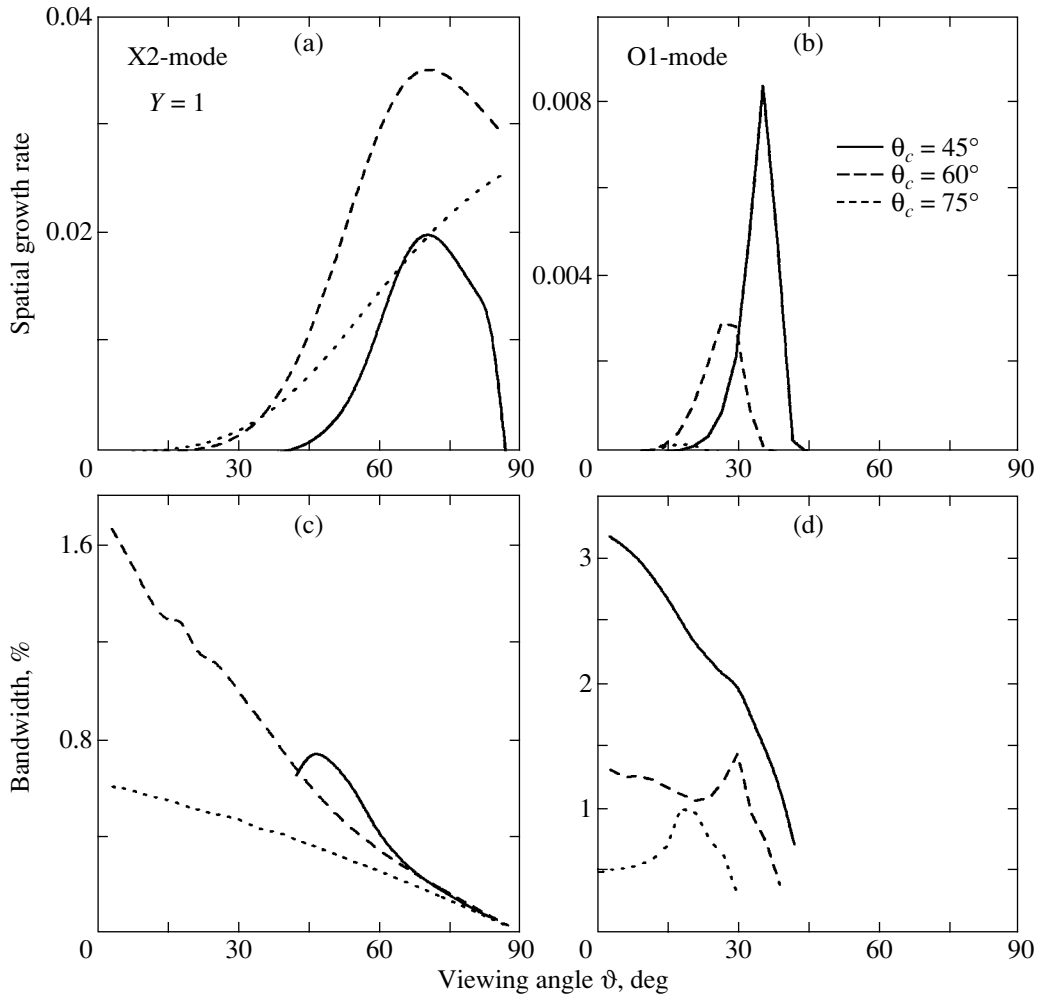 0.04
(a)
X2-mode
Y = 1
0.02
Spatial growth rate
0 30 60 90
(b)
O1-mode
0.008
θc = 45°
θc = 60°
θc = 75°
0.004
0 30 60 90
(c)
1.6
0.8
Bandwidth, %
0 30 60 90
(d)
3
2
1
0 30 60 90
Viewing angle ϑ, deg